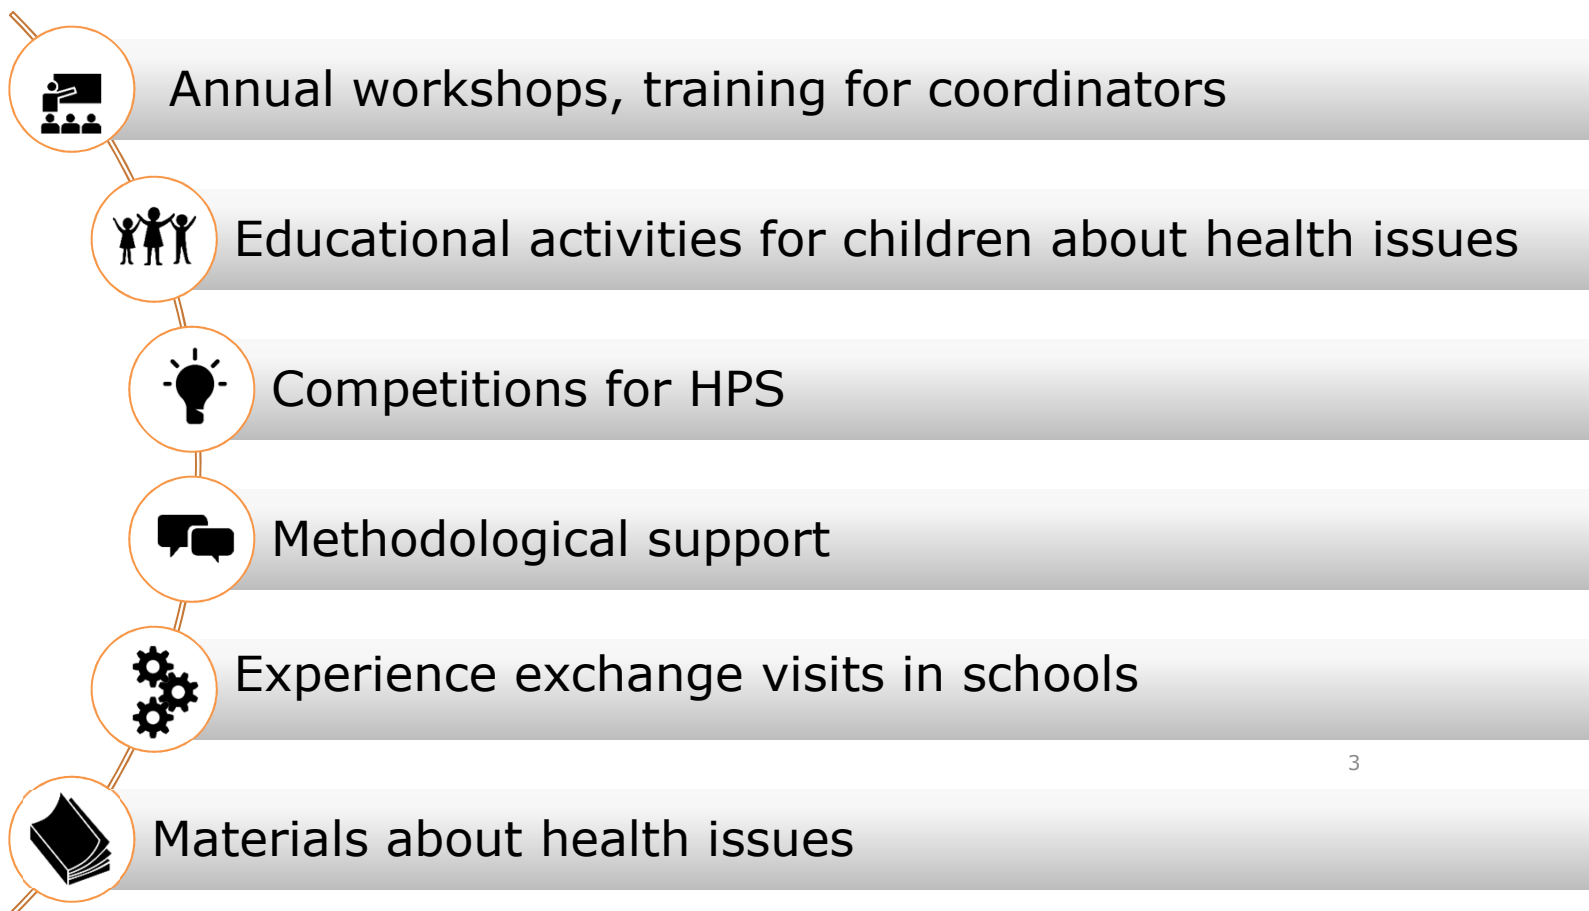 Annual workshops, training for coordinators
Educational activities for children about health issues
Competitions for HPS
Methodological support
Experience exchange visits in schools
3
Materials about health issues